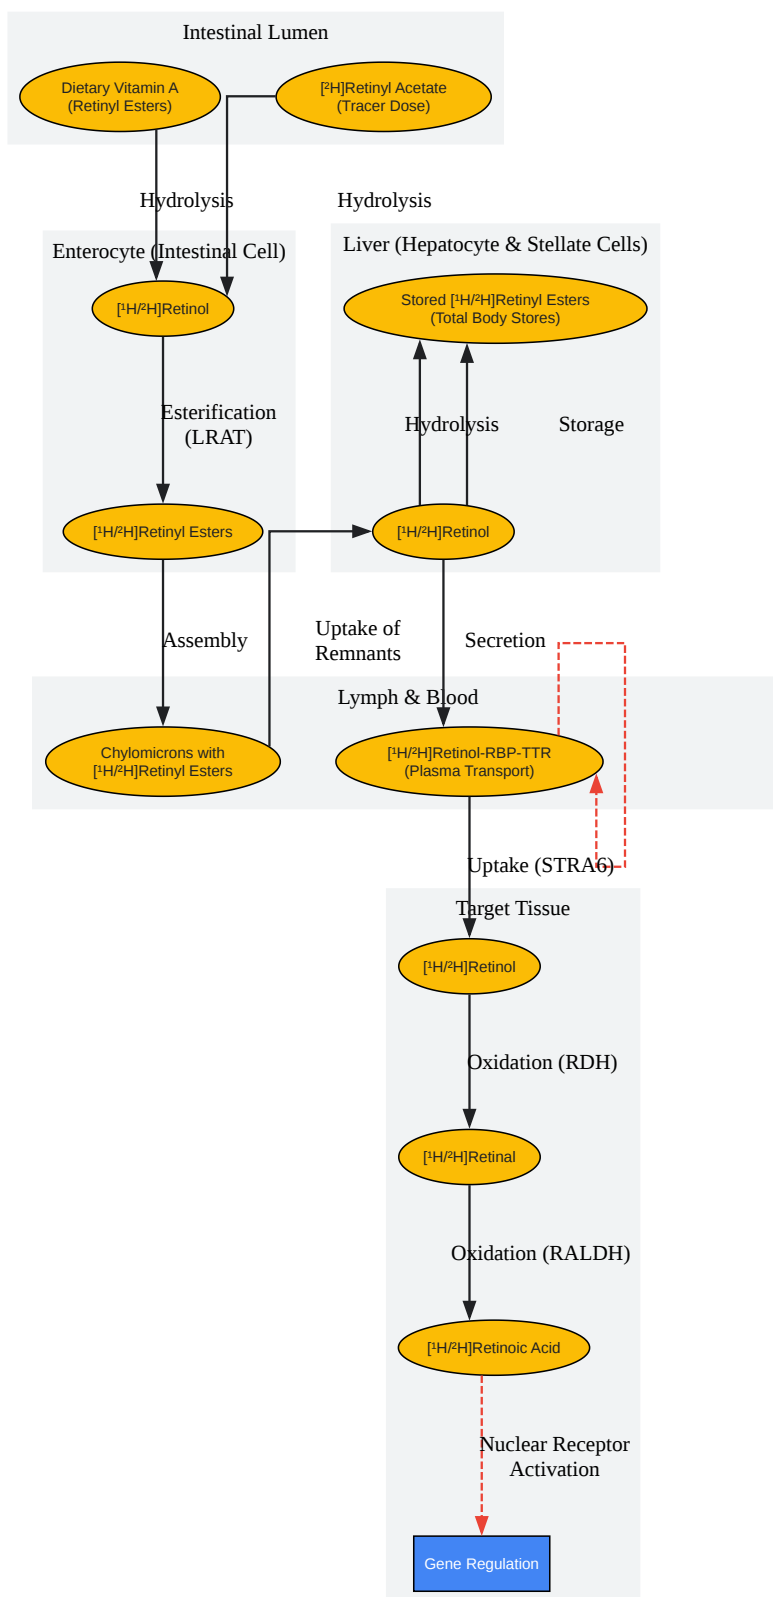 Intestinal Lumen
Dietary Vitamin A
(Retinyl Esters)
[²H]Retinyl Acetate
(Tracer Dose)
Hydrolysis
Hydrolysis
Enterocyte (Intestinal Cell)
Liver (Hepatocyte & Stellate Cells)
[¹H/²H]Retinol
Stored [¹H/²H]Retinyl Esters
(Total Body Stores)
Esterification
(LRAT)
Hydrolysis
Storage
[¹H/²H]Retinyl Esters
[¹H/²H]Retinol
Assembly
Uptake of
Remnants
Secretion
Lymph & Blood
Chylomicrons with
[¹H/²H]Retinyl Esters
[¹H/²H]Retinol-RBP-TTR
(Plasma Transport)
Uptake (STRA6)
Target Tissue
[¹H/²H]Retinol
Oxidation (RDH)
[¹H/²H]Retinal
Oxidation (RALDH)
[¹H/²H]Retinoic Acid
Nuclear Receptor
Activation
Gene Regulation